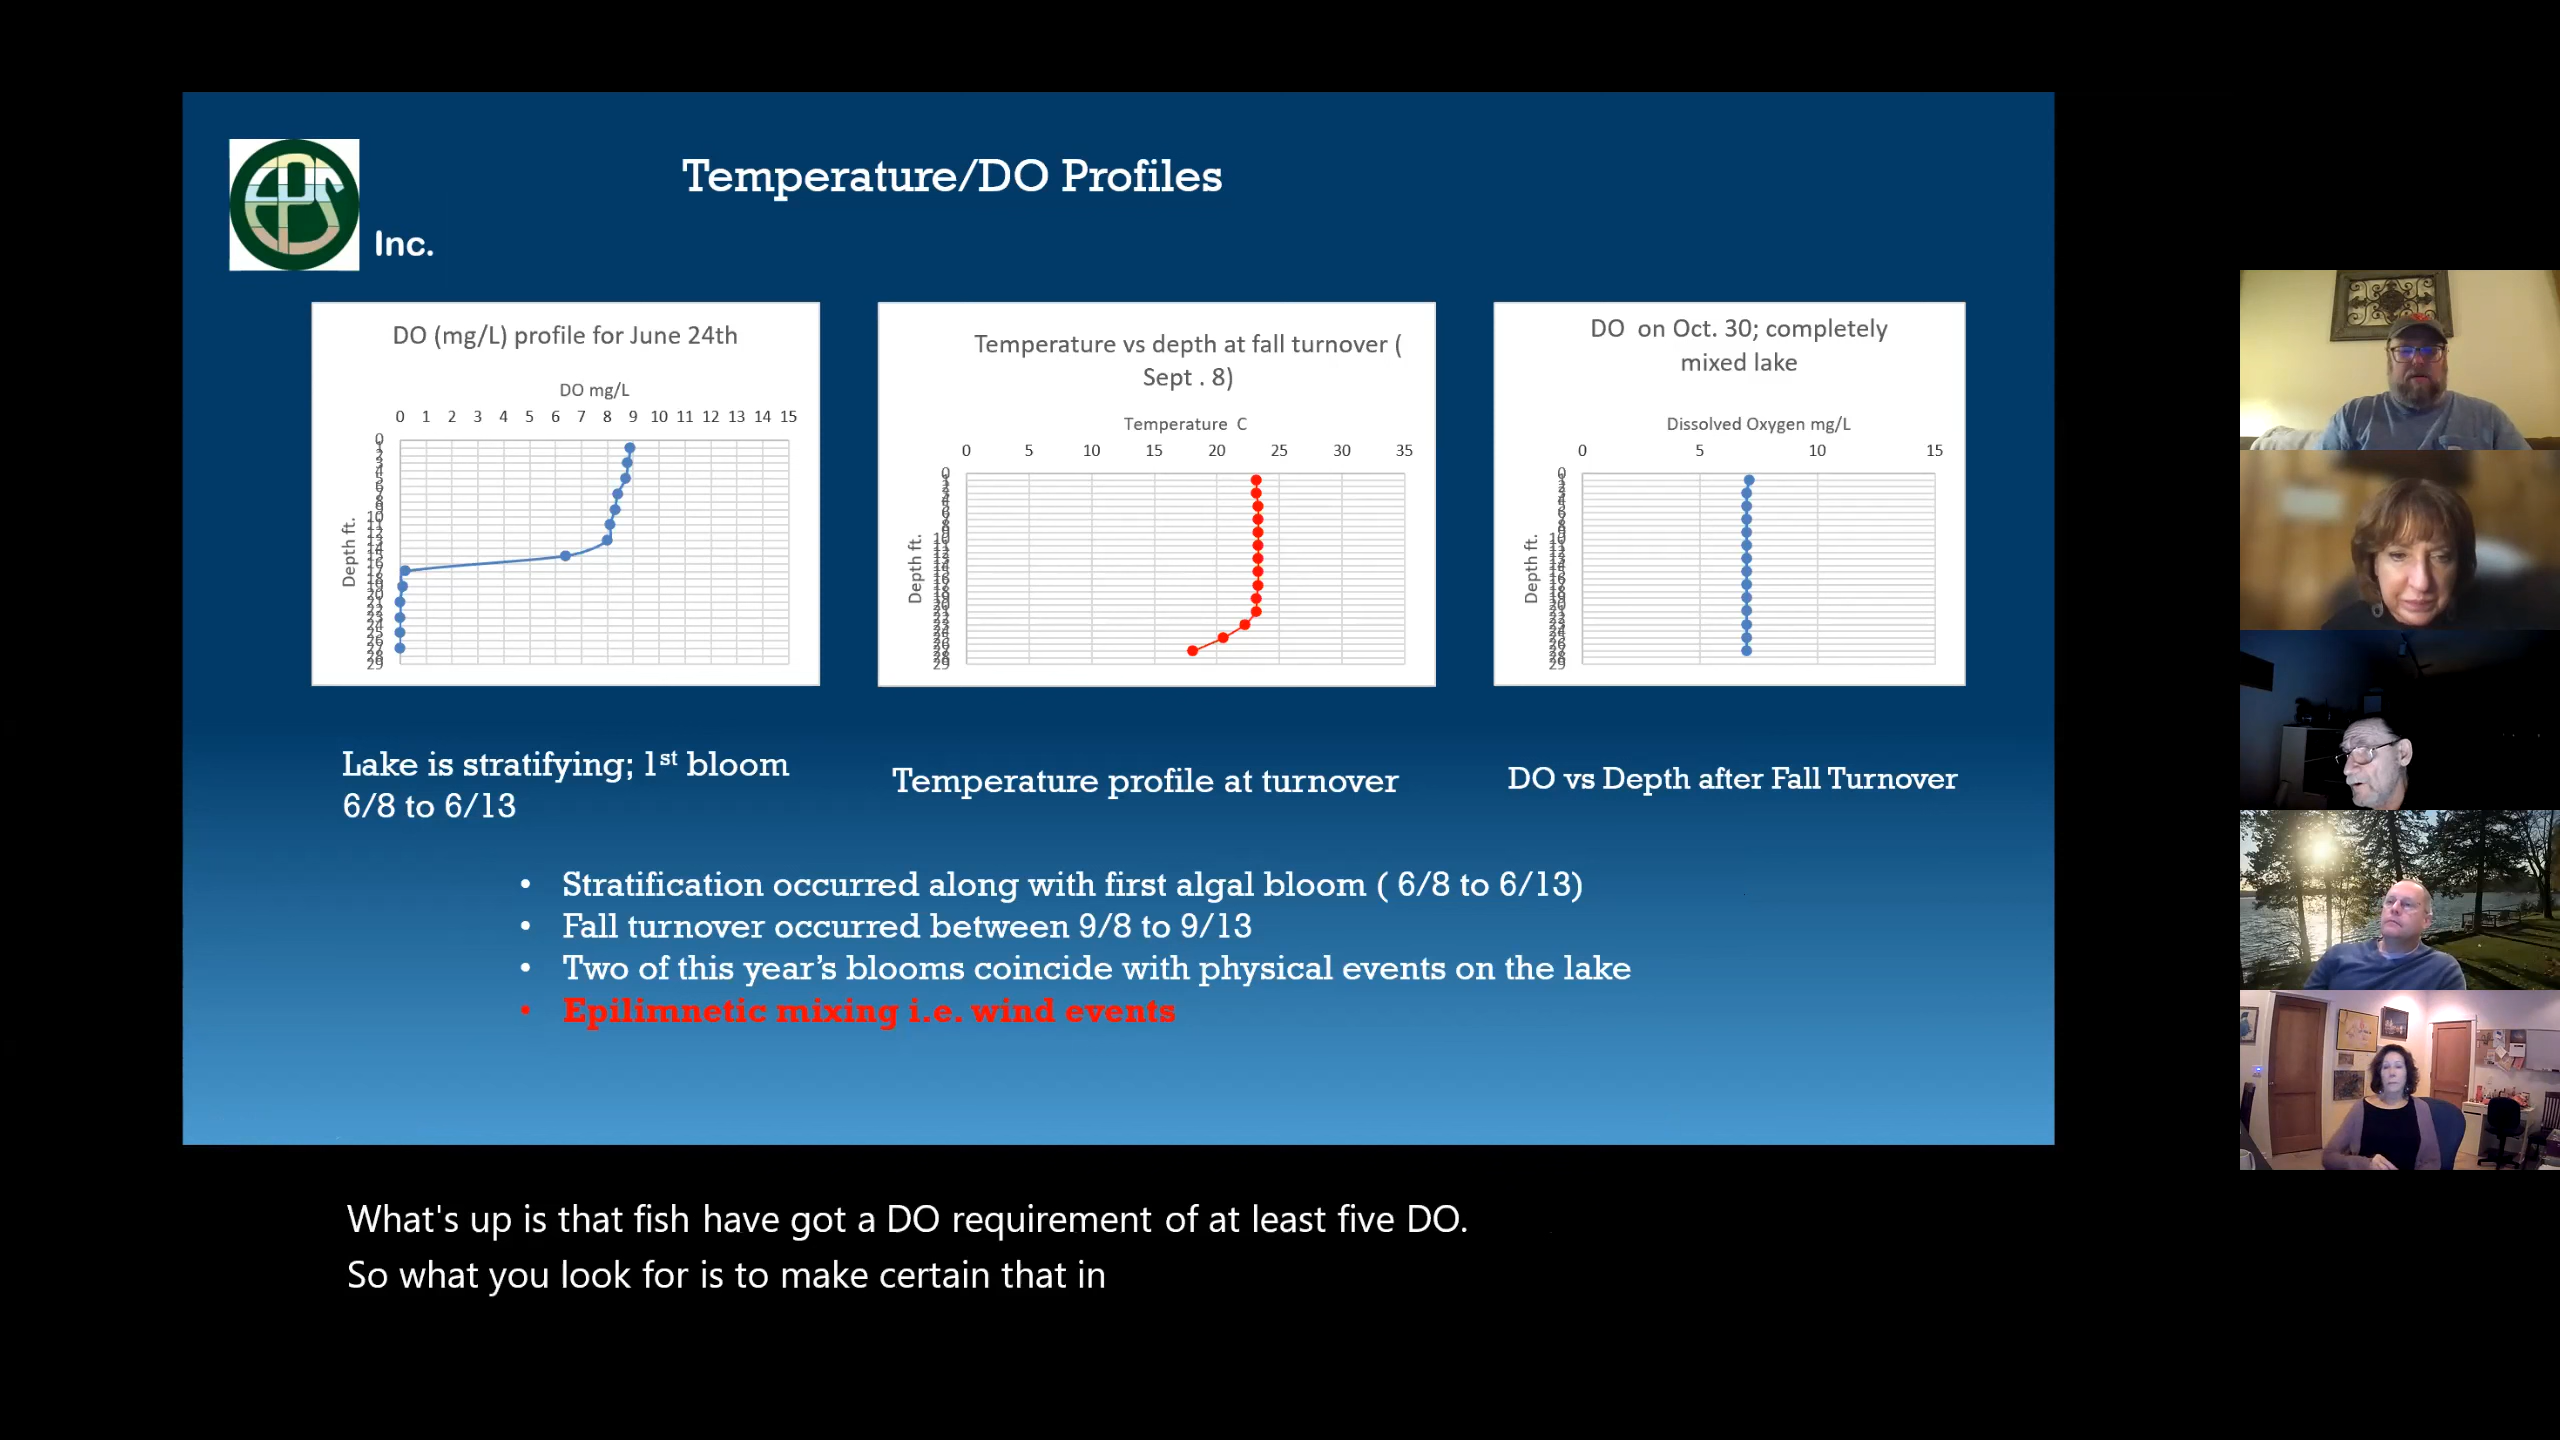 Temperature/DO Profiles
Inc.
DO (mg/L) profile for June 24th
DO mg/L
0 1 2 3 4 5 6 7 8 9 10 11 12 13 14 15
Depth ft.
Temperature vs depth at fall turnover (
Sept . 8)
Temperature C
0 5 10 15 20 25 30 35
Depth ft.
DO on Oct. 30; completely
mixed lake
Dissolved Oxygen mg/L
0 5 10 15
Depth ft.
Lake is stratifying; 1st bloom
6/8 to 6/13
Temperature profile at turnover
DO vs Depth after Fall Turnover
• Stratification occurred along with first algal bloom ( 6/8 to 6/13)
• Fall turnover occurred between 9/8 to 9/13
• Two of this year's blooms coincide with physical events on the lake
• Epilimnetic mixing i.e. wind events
What's up is that fish have got a DO requirement of at least five DO.
So what you look for is to make certain that in